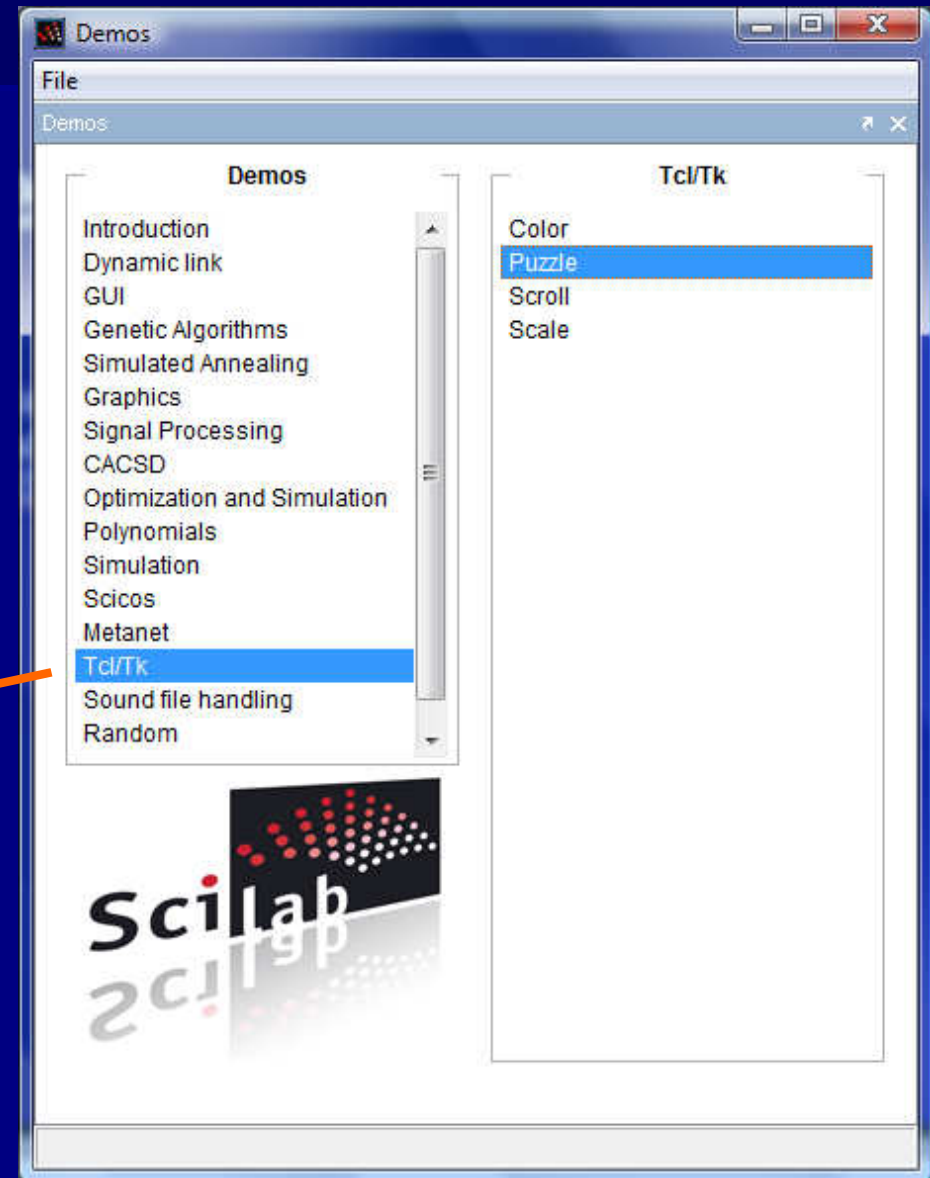 Demos
File
Demos
Demos
Introduction
Dynamic link
GUI
Genetic Algorithms
Simulated Annealing
Graphics
Signal Processing
CACSD
Optimization and Simulation
Polynomials
Simulation
Scicos
Metanet
Tcl/Tk
Sound file handling
Random
Scilab
Tcl/Tk
Color
Puzzle
Scroll
Scale